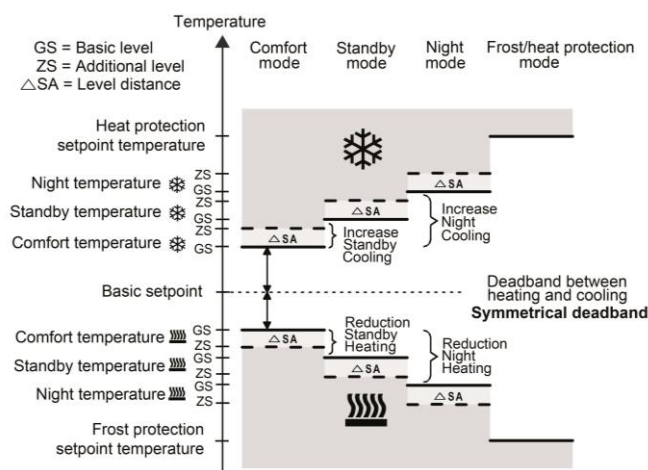 Temperature
GS = Basic level
ZS = Additional level
△SA = Level distance
Comfort mode
Standby mode
Night mode
Frost/heat protection mode
Heat protection
setpoint temperature
Night temperature
ZS
GS
△SA
Standby temperature
ZS
GS
△SA
Comfort temperature
ZS
GS
△SA
Increase
Standby
Cooling
Increase
Night
Cooling
Basic setpoint
Deadband between
heating and cooling
Symmetrical deadband
Comfort temperature
GS
ZS
△SA
Reduction
Standby
Heating
Standby temperature
GS
ZS
△SA
Reduction
Night
Heating
Night temperature
GS
ZS
△SA
Frost protection
setpoint temperature